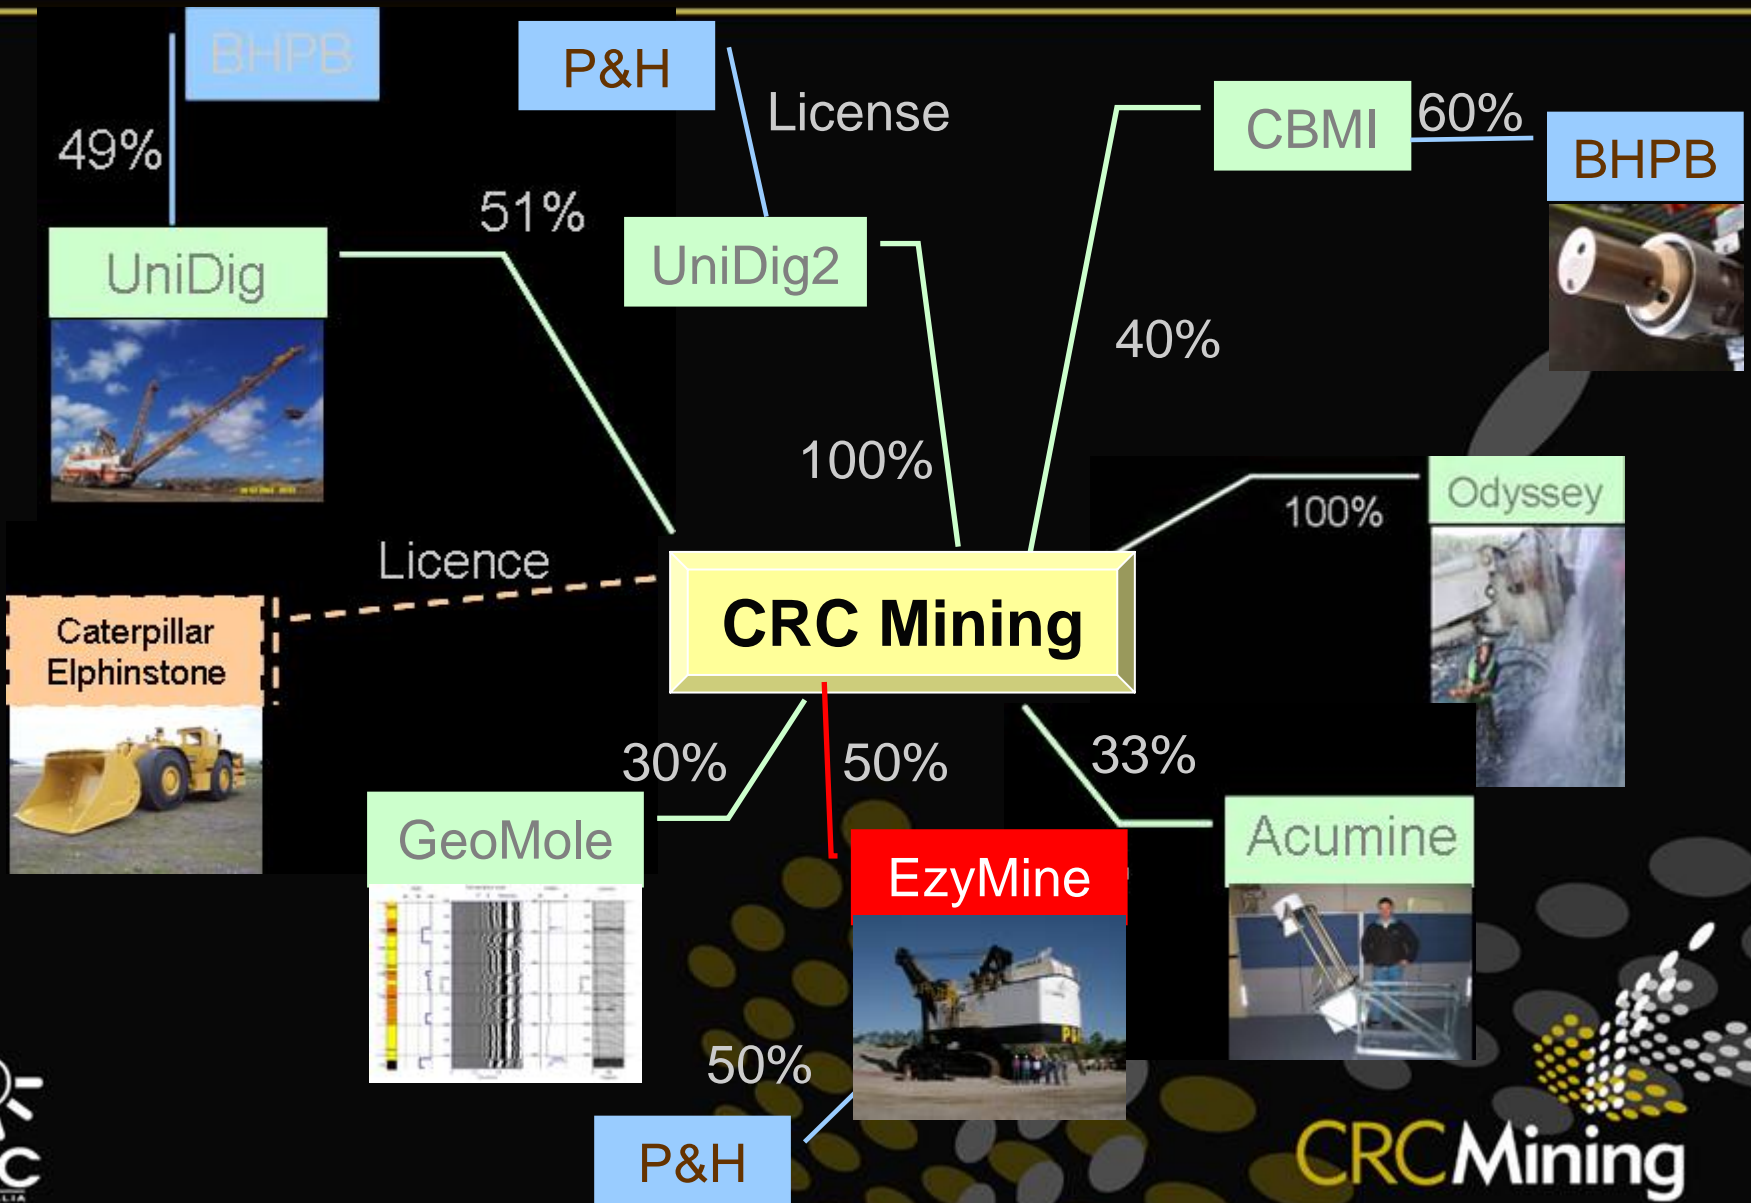 BHPB
P&H
License
CBMI
60%
BHPB
49%
51%
UniDig
UniDig2
40%
100%
100%
Odyssey
Licence
Caterpillar
Elphinstone
CRC Mining
30%
50%
33%
GeoMole
EzyMine
Acumine
50%
P&H
CRCMining